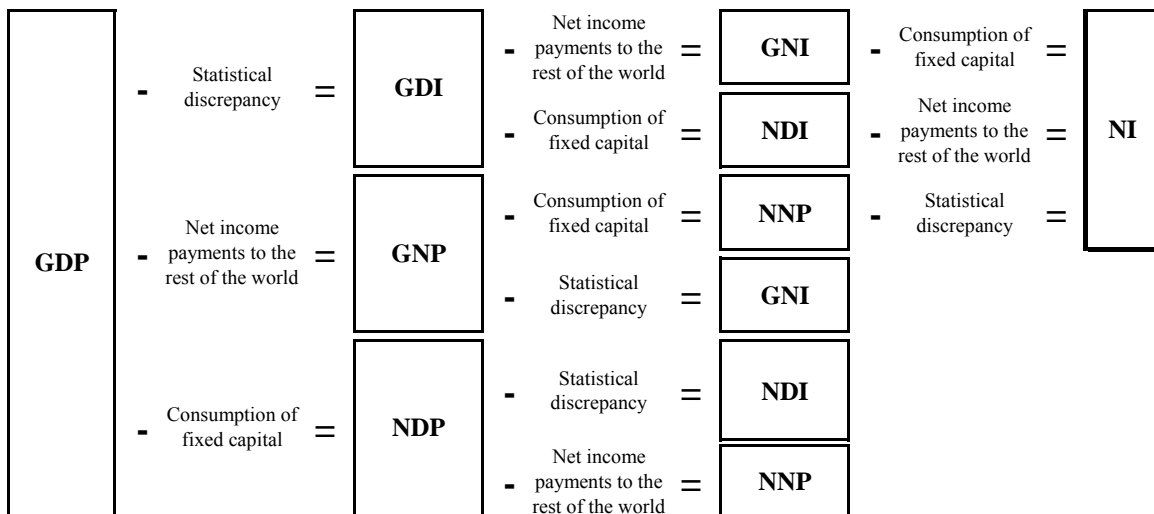 Net income
payments to the
rest of the world
- = GNI - Consumption of
fixed capital =
- Statistical
discrepancy = GDI
- Consumption of
fixed capital = NDI - Net income
payments to the
rest of the world = NI
- Consumption of
fixed capital = NNP - Statistical
discrepancy =
GDP - Net income
payments to the
rest of the world = GNP
- Statistical
discrepancy = GNI
- Statistical
discrepancy = NDI
- Consumption of
fixed capital = NDP
- Net income
payments to the
rest of the world = NNP